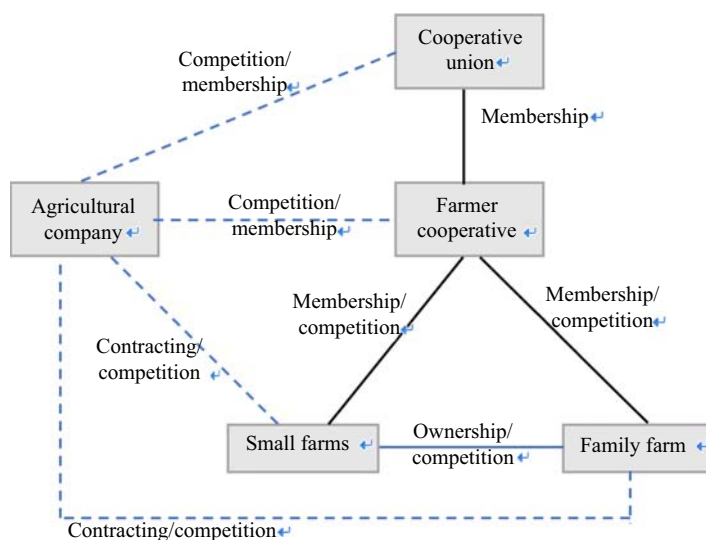 Cooperative
union
Competition/
membership
Membership
Agricultural
company
Competition/
membership
Farmer
cooperative
Membership/
competition
Membership/
competition
Contracting/
competition
Small farms
Ownership/
competition
Family farm
Contracting/competition